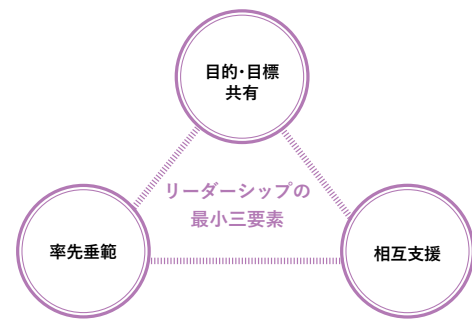 目的・目標
共有
リーダーシップの
最小三要素
率先垂範
相互支援